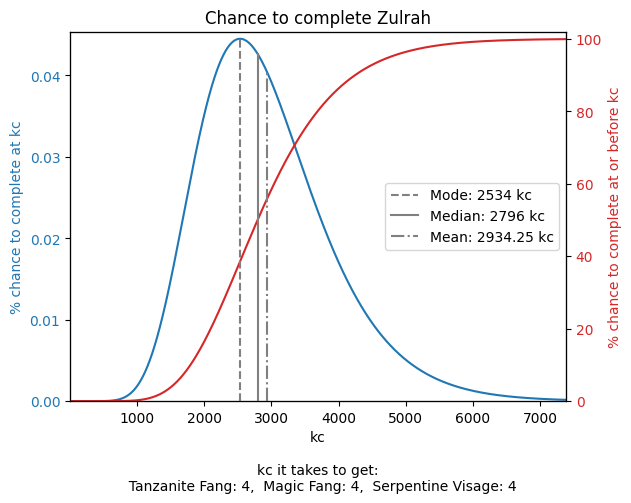 Chance to complete Zulrah
% chance to complete at kc
0.04
0.03
0.02
0.01
0.00
100
80
60
40
20
0
% chance to complete at or before kc
Mode: 2534 kc
Median: 2796 kc
Mean: 2934.25 kc
1000 2000 3000 4000 5000 6000 7000
kc
kc it takes to get:
Tanzanite Fang: 4, Magic Fang: 4, Serpentine Visage: 4